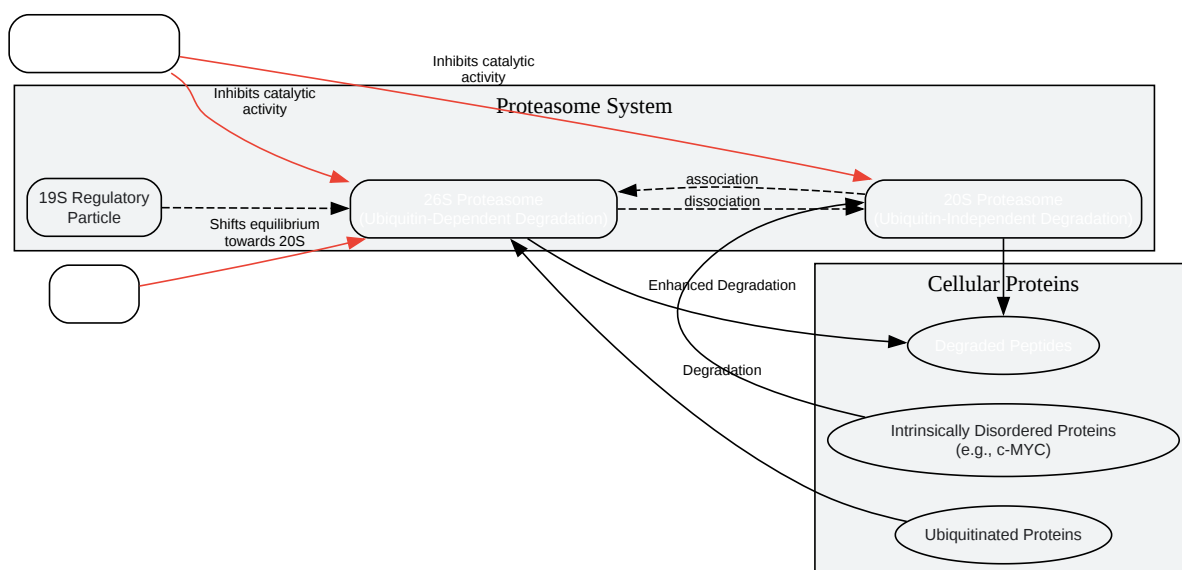 Inhibits catalytic
activity
Inhibits catalytic
activity
Proteasome System
19S Regulatory
Particle
26S Proteasome
(Ubiquitin-Dependent Degradation)
association
dissociation
20S Proteasome
(Ubiquitin-Independent Degradation)
Shifts equilibrium
towards 20S
Enhanced Degradation
Cellular Proteins
Degraded Peptides
Degradation
Intrinsically Disordered Proteins
(e.g., c-MYC)
Ubiquitinated Proteins